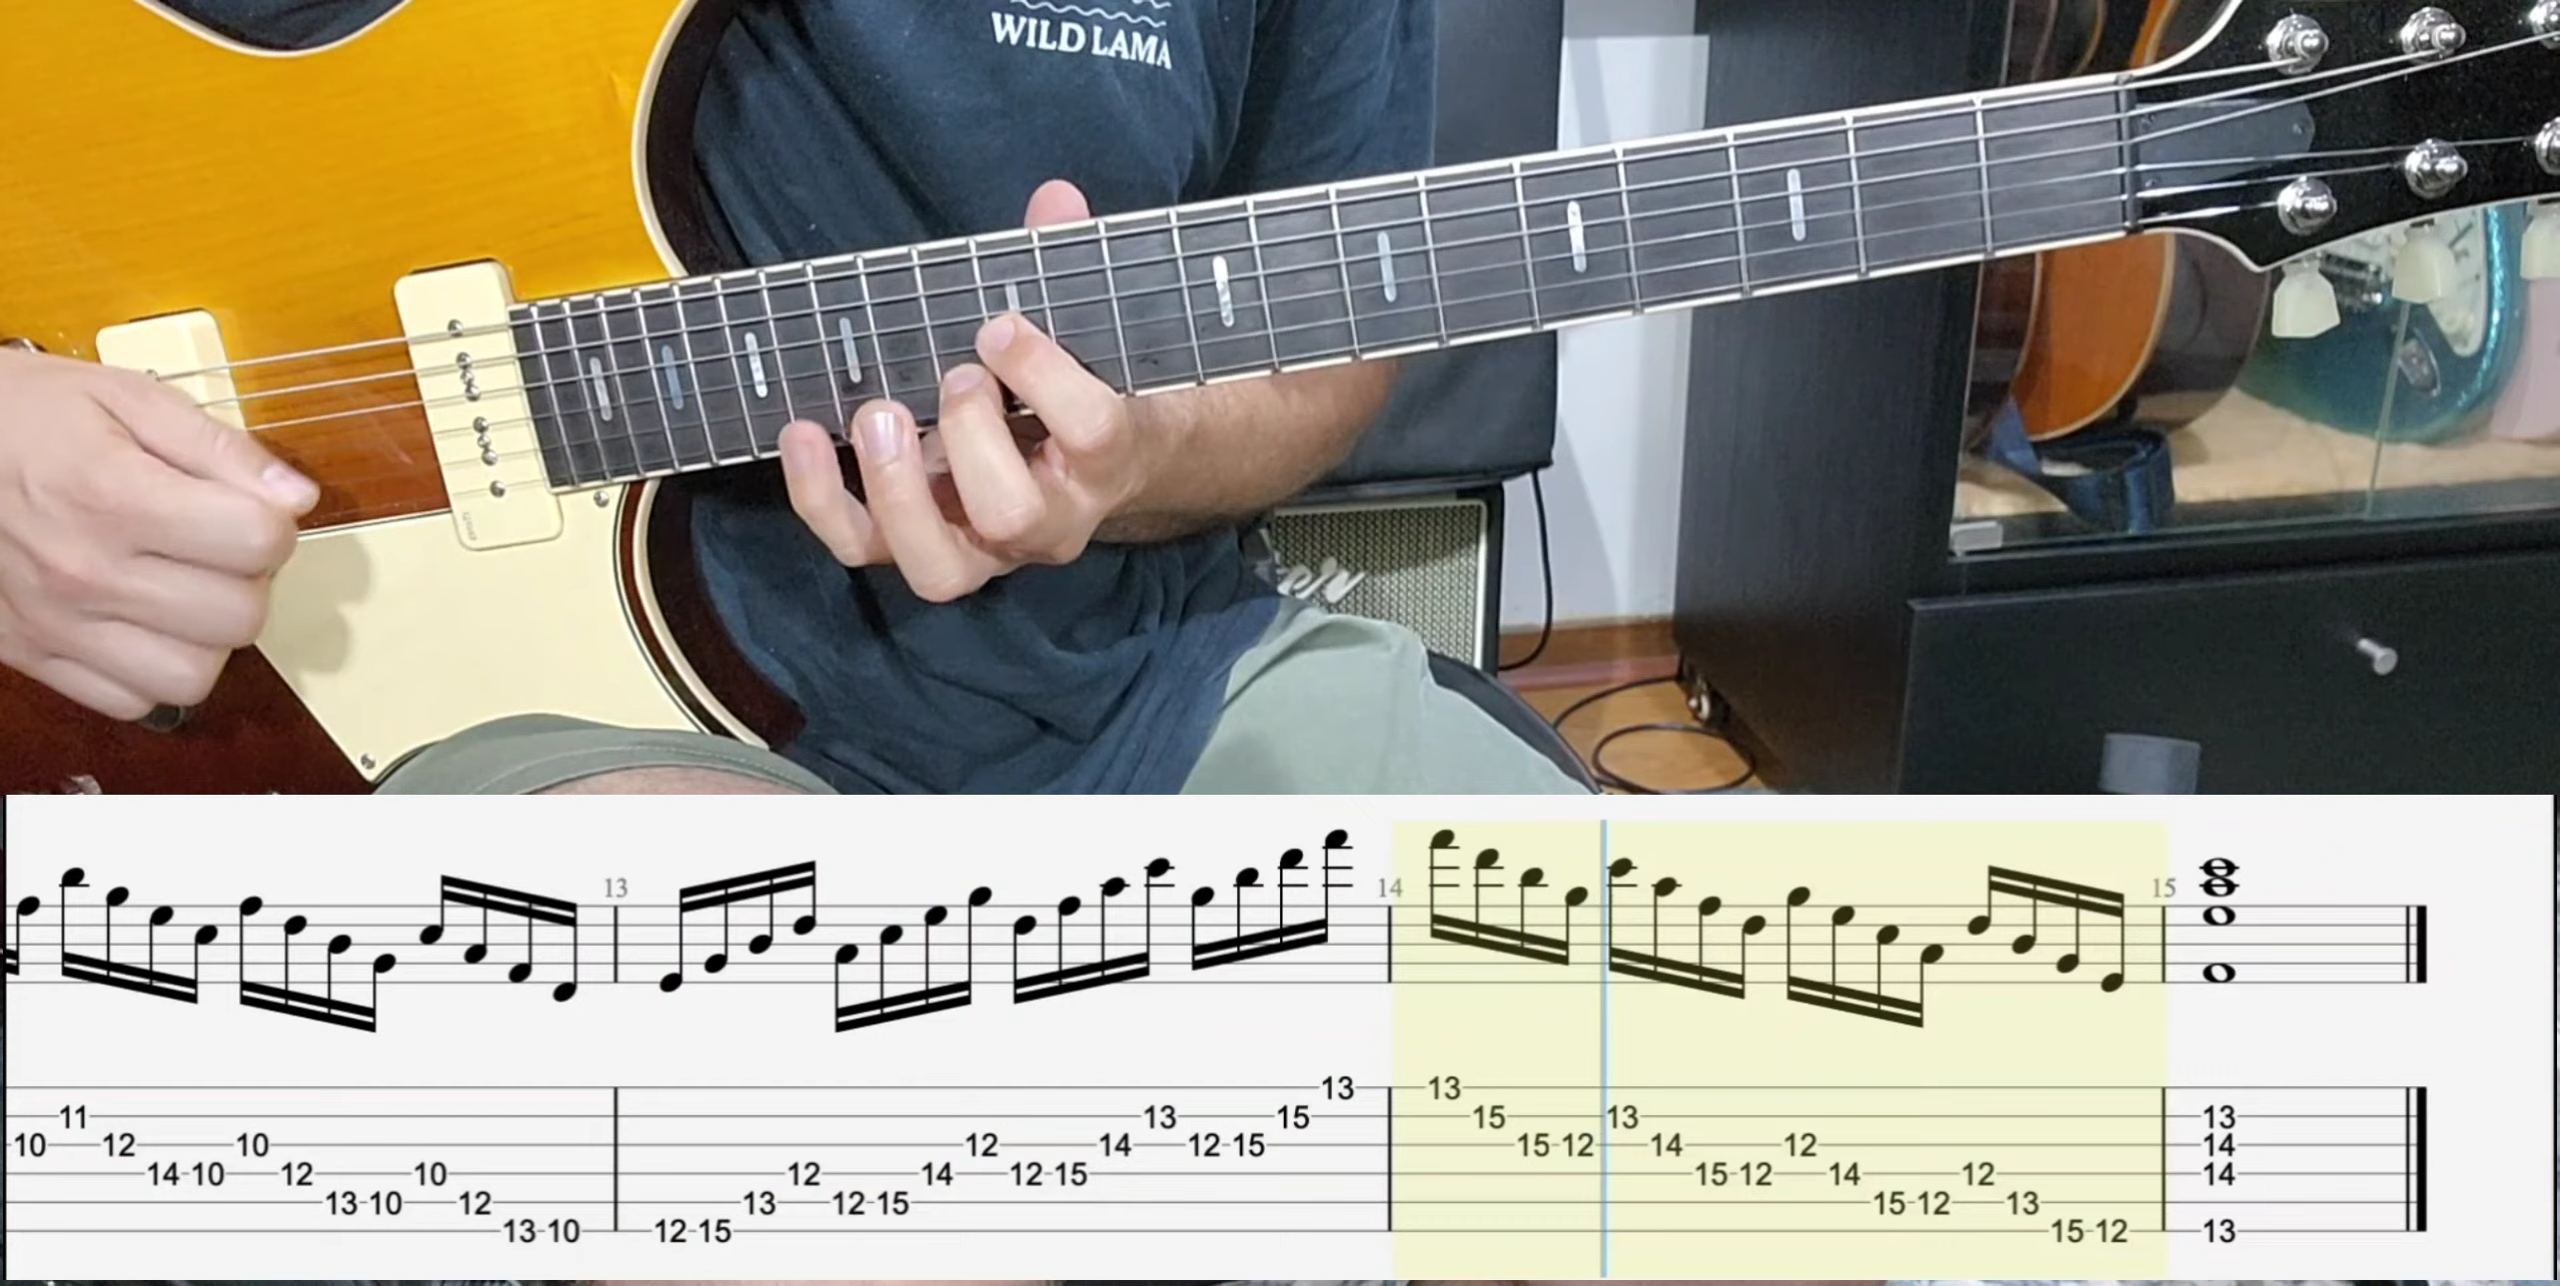 WILD LAMA
13
14
15
13 13
11 13 15 15 13 13
10 12 10 12 14 12-15 15-12 14 12 14
14-10 12 10 12 14 12-15 15-12 14 12 14
13-10 12 13 12-15 15-12 13
13-10 12-15 15-12 13